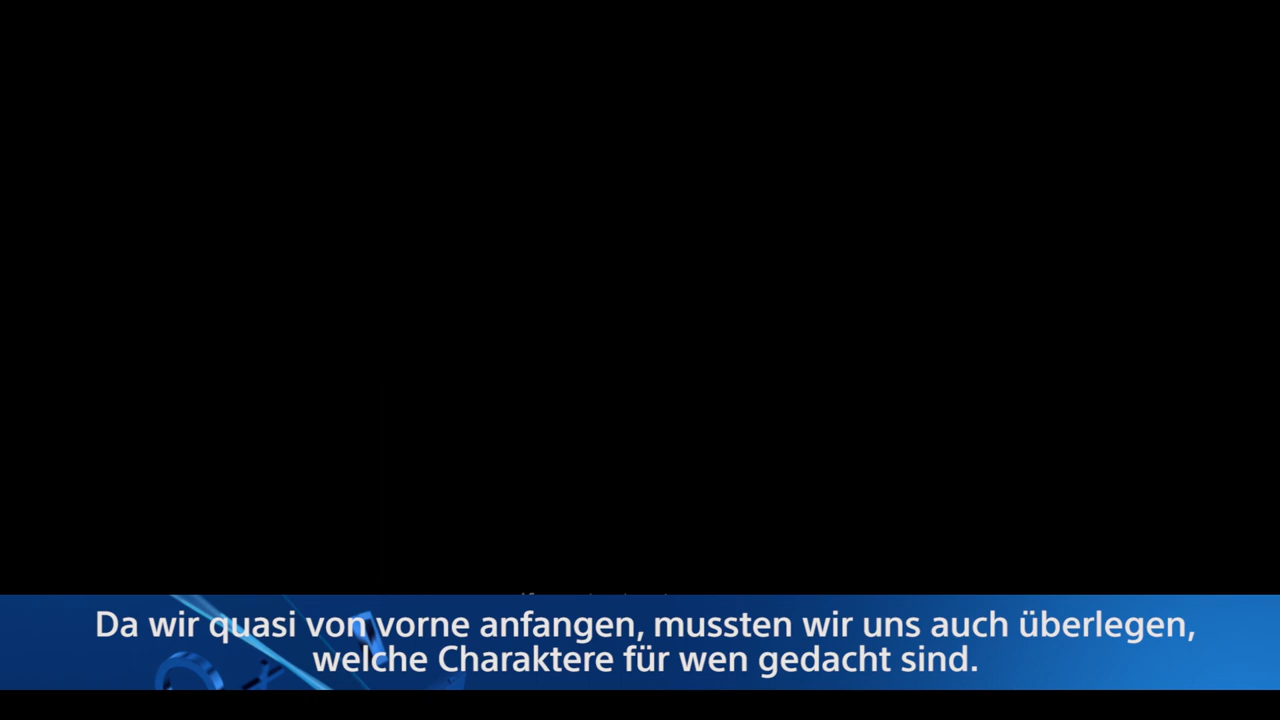 Da wir quasi von vorne anfangen, mussten wir uns auch überlegen,
welche Charaktere für wen gedacht sind.